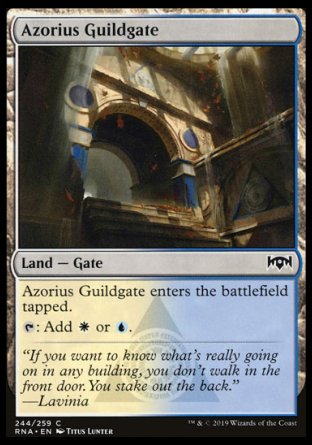 Azorius Guildgate
Land — Gate
Azorius Guildgate enters the battlefield
tapped.
: Add or .
"If you want to know what's really going
on in any building, you don't walk in the
front door. You stake out the back."
—Lavinia
244/259 C
RNA • EN Titus Lunter
™ & © 2019 Wizards of the Coast